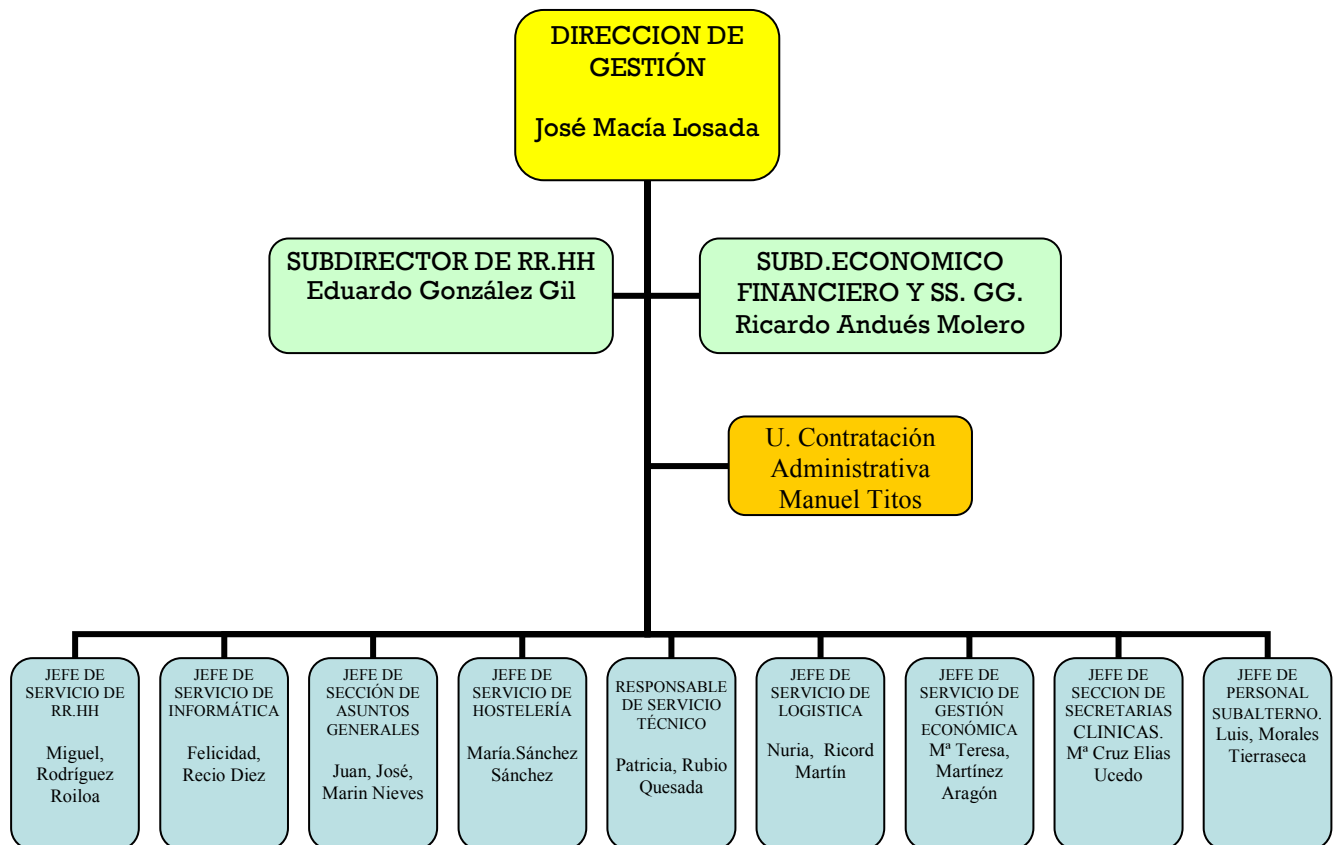 DIRECCION DE
GESTIÓN
José Macía Losada
SUBDIRECTOR DE RR.HH
Eduardo González Gil
SUBD.ECONOMICO
FINANCIERO Y SS. GG.
Ricardo Andués Molero
U. Contratación
Administrativa
Manuel Titos
JEFE DE
SERVICIO DE
RR.HH
Miguel,
Rodríguez
Roiloa
JEFE DE
SERVICIO DE
INFORMÁTICA
Felicidad,
Recio Diez
JEFE DE
SECCIÓN DE
ASUNTOS
GENERALES
Juan, José,
Marin Nieves
JEFE DE
SERVICIO DE
HOSTELERÍA
María.Sánchez
Sánchez
RESPONSABLE
DE SERVICIO
TÉCNICO
Patricia, Rubio
Quesada
JEFE DE
SERVICIO DE
LOGISTICA
Nuria, Ricord
Martín
JEFE DE
SERVICIO DE
GESTIÓN
ECONÓMICA
Mª Teresa,
Martínez
Aragón
JEFE DE
SECCION DE
SECRETARIAS
CLINICAS.
Mª Cruz Elias
Ucedo
JEFE DE
PERSONAL
SUBALTERNO.
Luis, Morales
Tierraseca